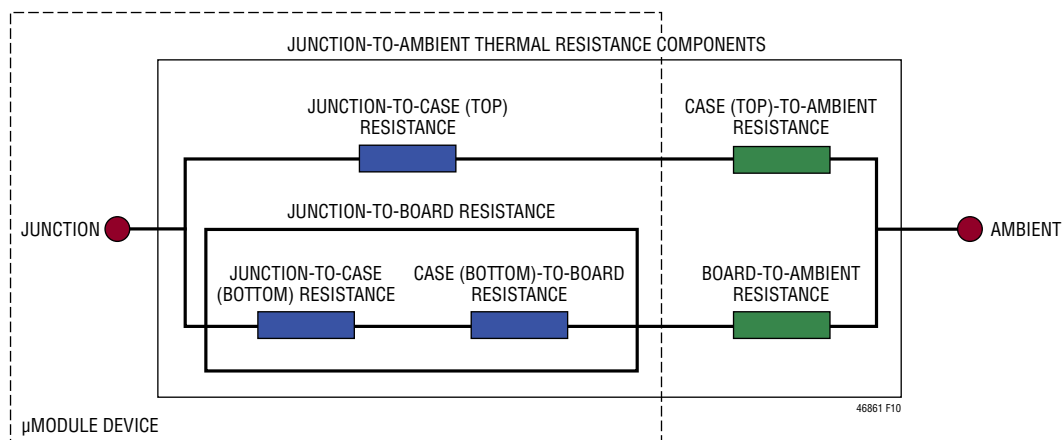 JUNCTION-TO-AMBIENT THERMAL RESISTANCE COMPONENTS
JUNCTION-TO-CASE (TOP)
RESISTANCE
CASE (TOP)-TO-AMBIENT
RESISTANCE
JUNCTION-TO-BOARD RESISTANCE
JUNCTION
AMBIENT
JUNCTION-TO-CASE
(BOTTOM) RESISTANCE
CASE (BOTTOM)-TO-BOARD
RESISTANCE
BOARD-TO-AMBIENT
RESISTANCE
46861 F10
µMODULE DEVICE